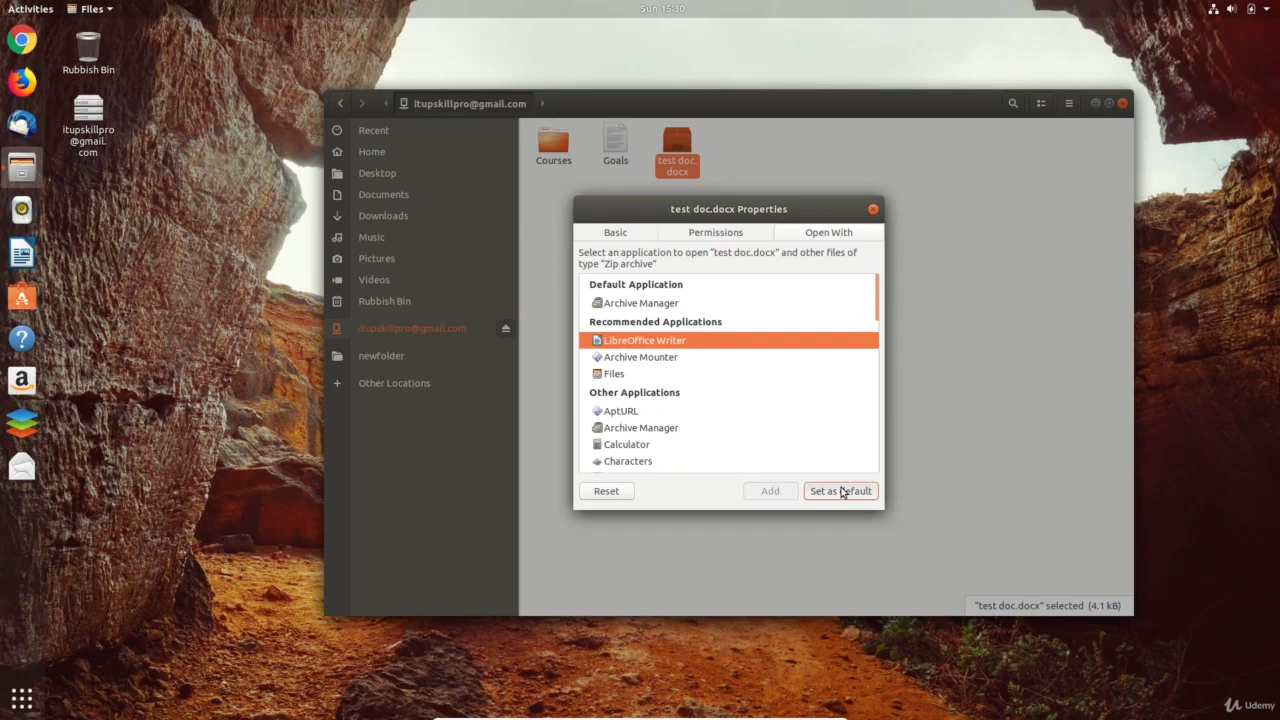 Activities
Files
Sun 15:30
Rubbish Bin
itupskillpro
@gmail.
com
itupskillpro@gmail.com
Recent
Home
Desktop
Documents
Downloads
Music
Pictures
Videos
Rubbish Bin
itupskillpro@gmail.com
newfolder
+ Other Locations
Courses
Goals
test doc.
docx
test doc.docx Properties
Basic
Permissions
Open With
Select an application to open "test doc.docx" and other files of
type "Zip archive"
Default Application
Archive Manager
Recommended Applications
LibreOffice Writer
Archive Mounter
Files
Other Applications
AptURL
Archive Manager
Calculator
Characters
Reset
Add
Set as Default
"test doc.docx" selected (4.1 kB)
Udemy